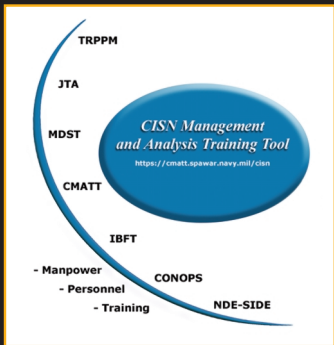 TRPPM
JTA
MDST
CISN Management
and Analysis Training Tool
https://cmatt.spawar.navy.mil/cisn
CMATT
IBFT
- Manpower
- Personnel
- Training
CONOPS
NDE-SIDE